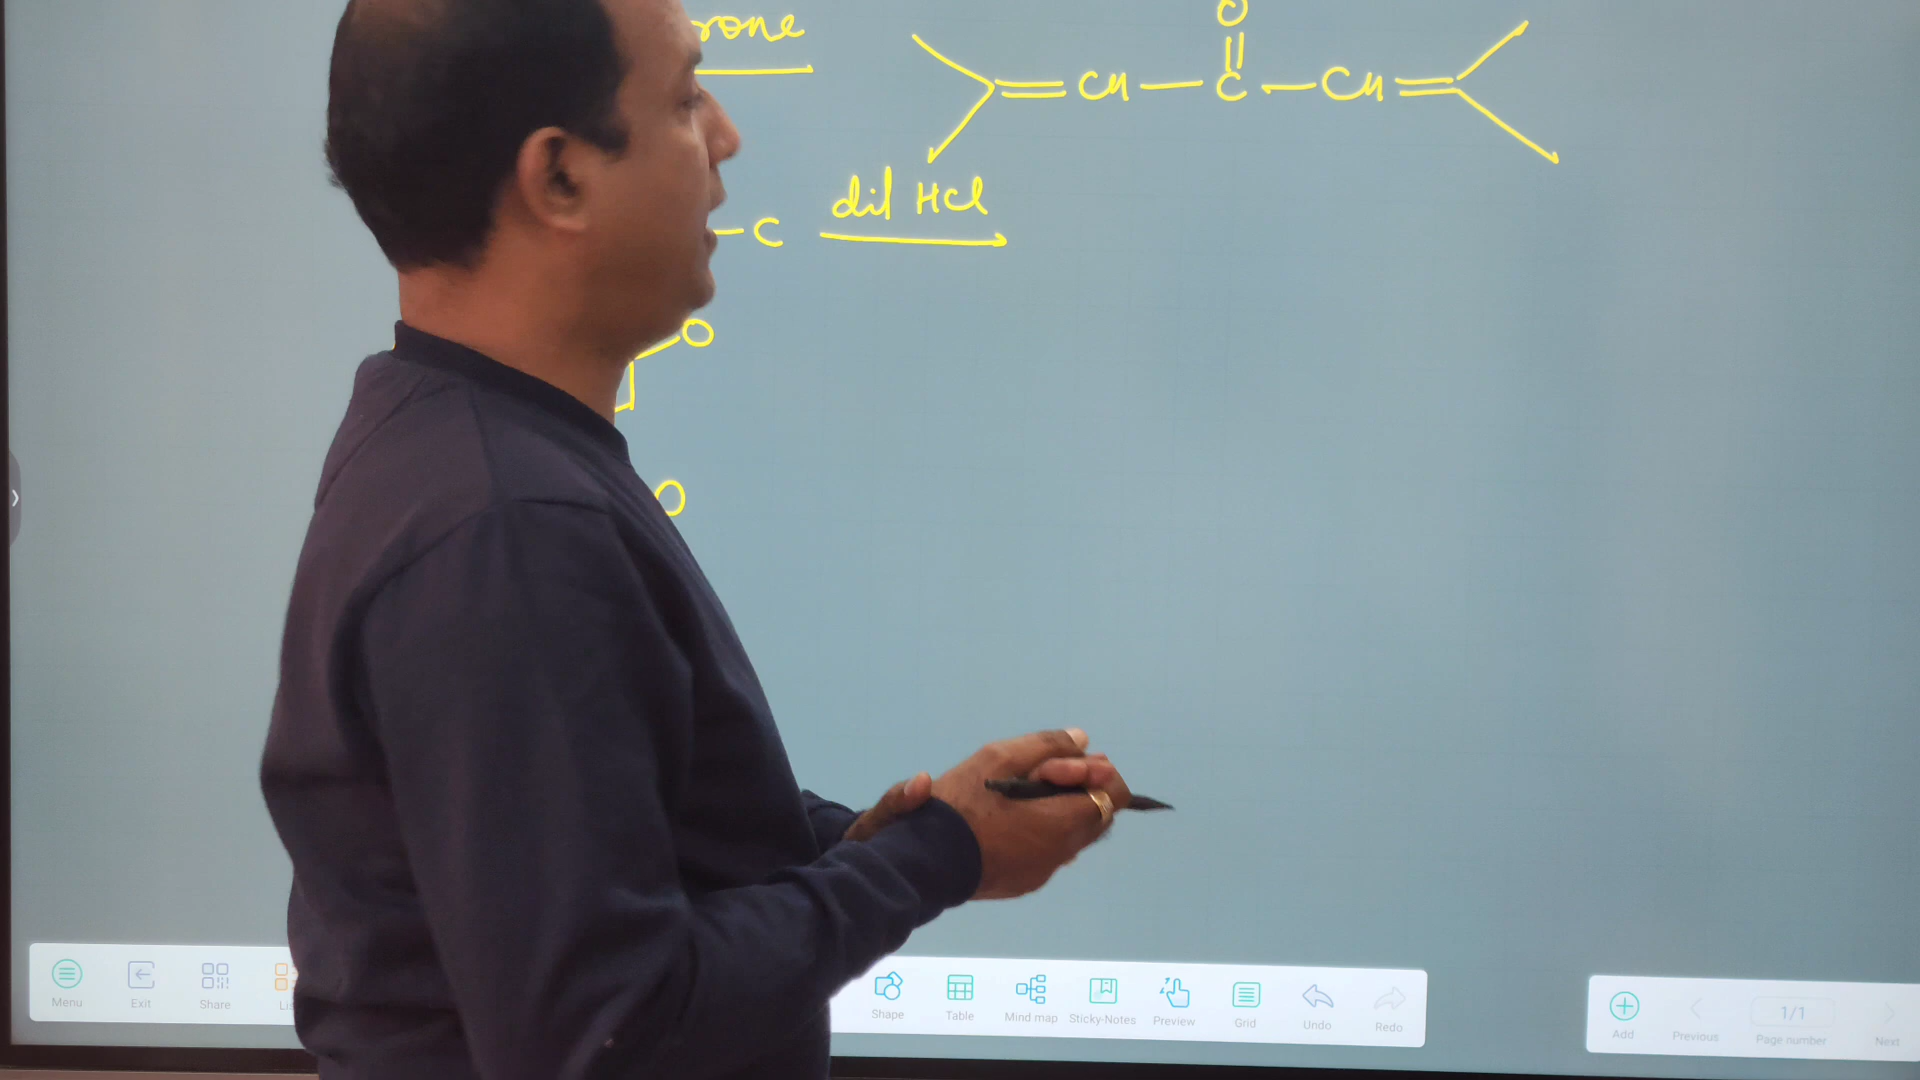 O
=CH — C — CH=
— C dil HCl
O
O
Menu Exit Share Shape Table Mind map Sticky-Notes Preview Grid Undo Redo Add Previous 1/1 Page number Next